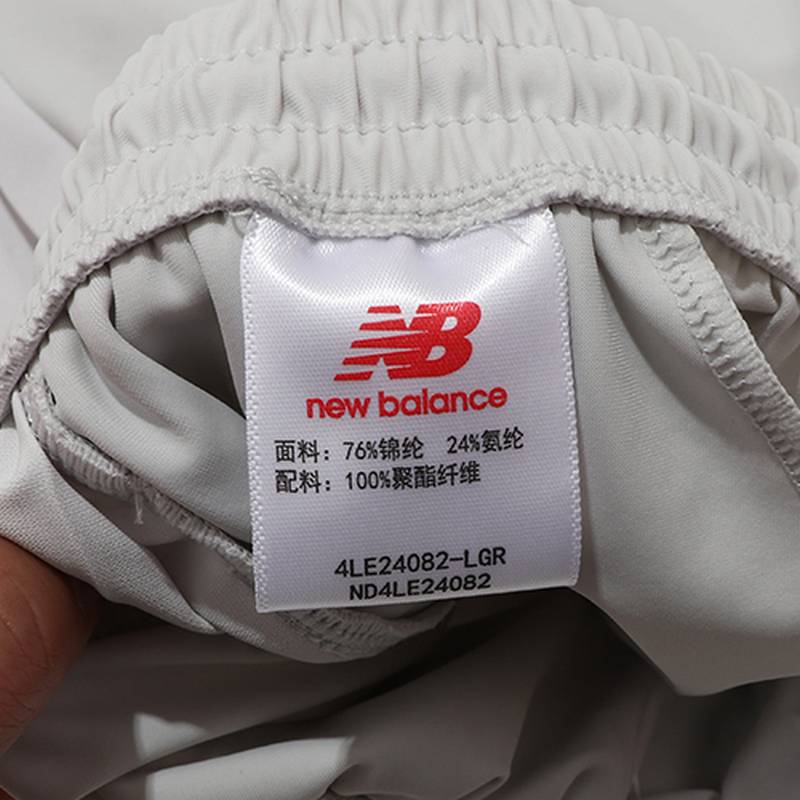 NB
new balance
面料：76%锦纶 24%氨纶
配料：100%聚酯纤维
4LE24082-LGR
ND4LE24082